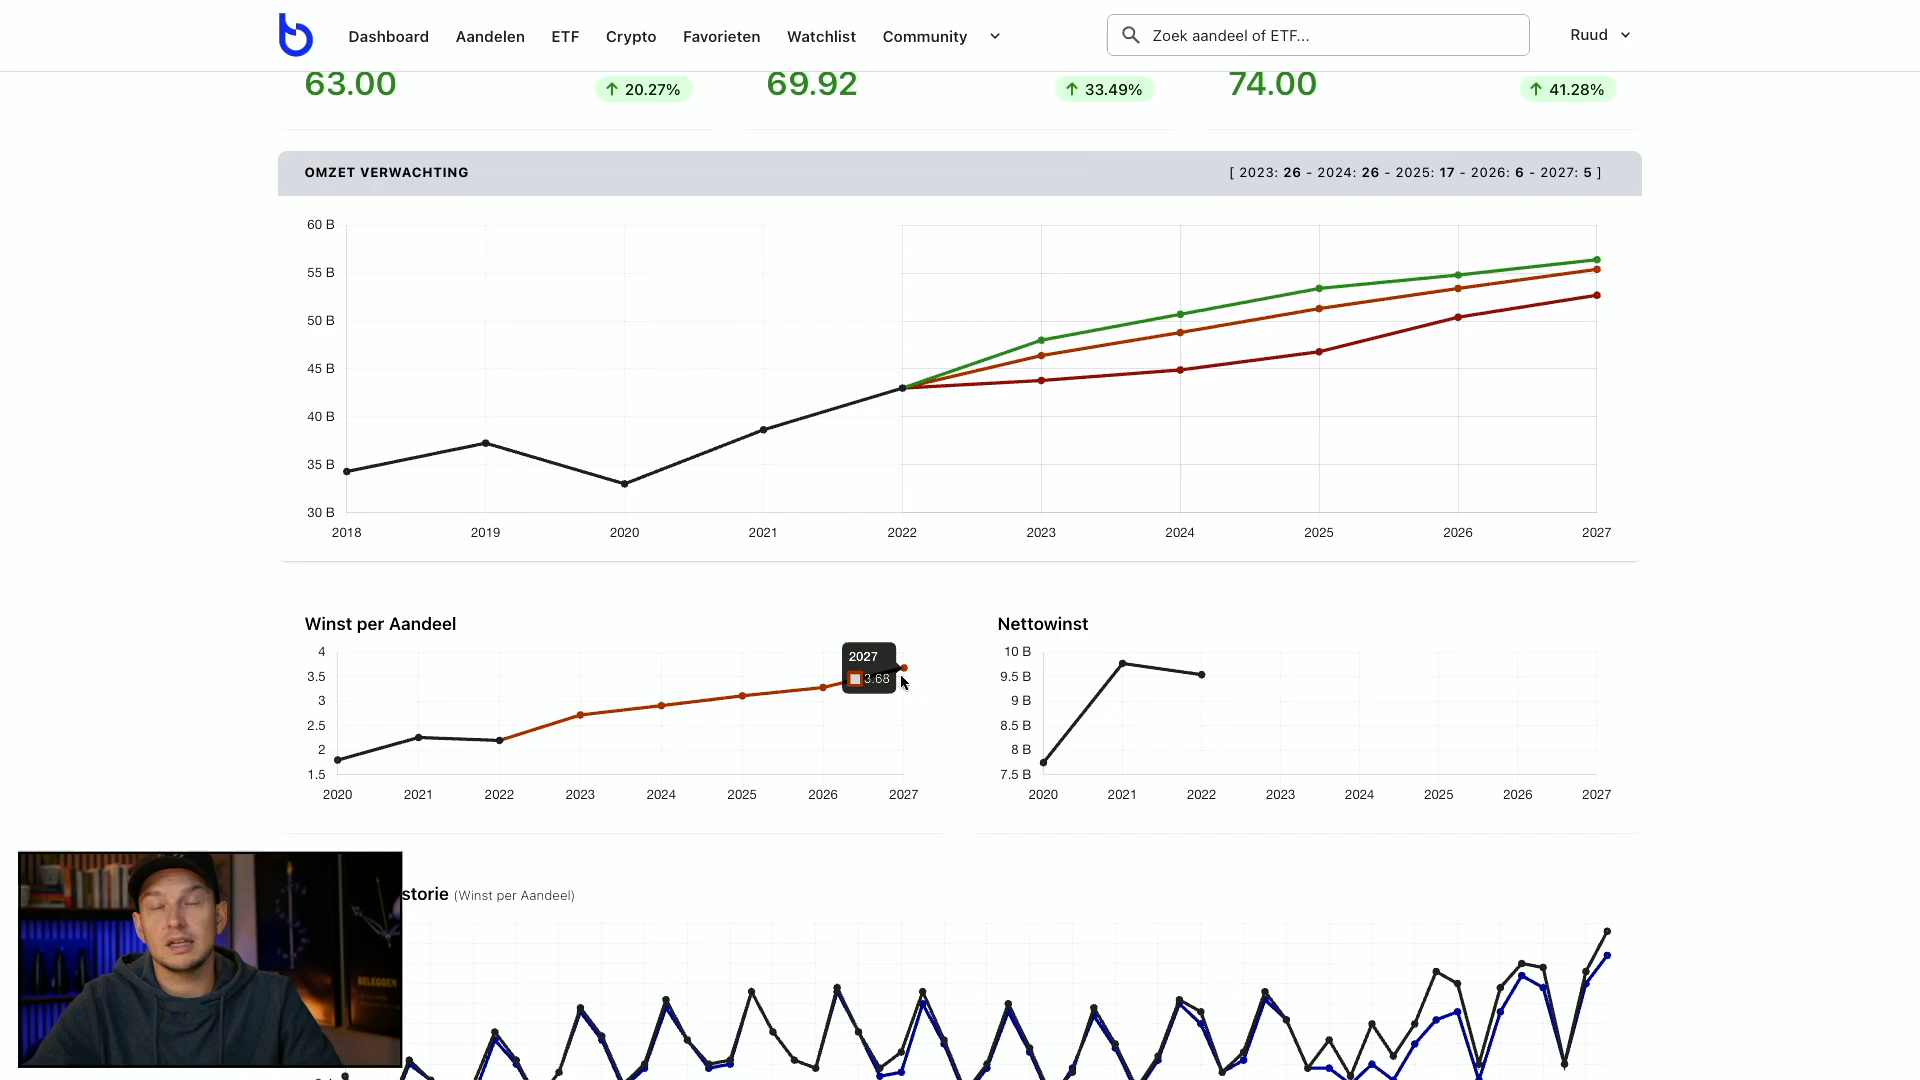 Dashboard Aandelen ETF Crypto Favorieten Watchlist Community
Zoek aandeel of ETF...
Ruud
63.00
20.27%
69.92
33.49%
74.00
41.28%
OMZET VERWACHTING
[ 2023: 26 - 2024: 26 - 2025: 17 - 2026: 6 - 2027: 5 ]
60 B
55 B
50 B
45 B
40 B
35 B
30 B
2018 2019 2020 2021 2022 2023 2024 2025 2026 2027
Winst per Aandeel
4
3.5
3
2.5
2
1.5
2027
3.68
2020 2021 2022 2023 2024 2025 2026 2027
Nettowinst
10 B
9.5 B
9 B
8.5 B
8 B
7.5 B
2020 2021 2022 2023 2024 2025 2026 2027
storie (Winst per Aandeel)
BELEGGEN